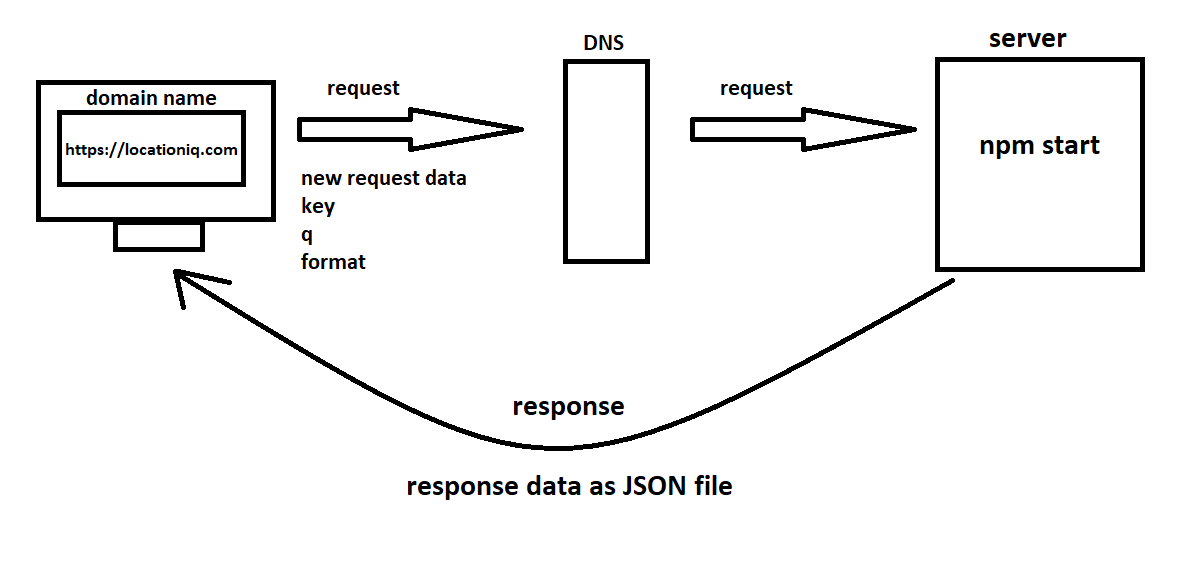 DNS
server
domain name
https://locationiq.com
request
request
npm start
new request data
key
q
format
response
response data as JSON file